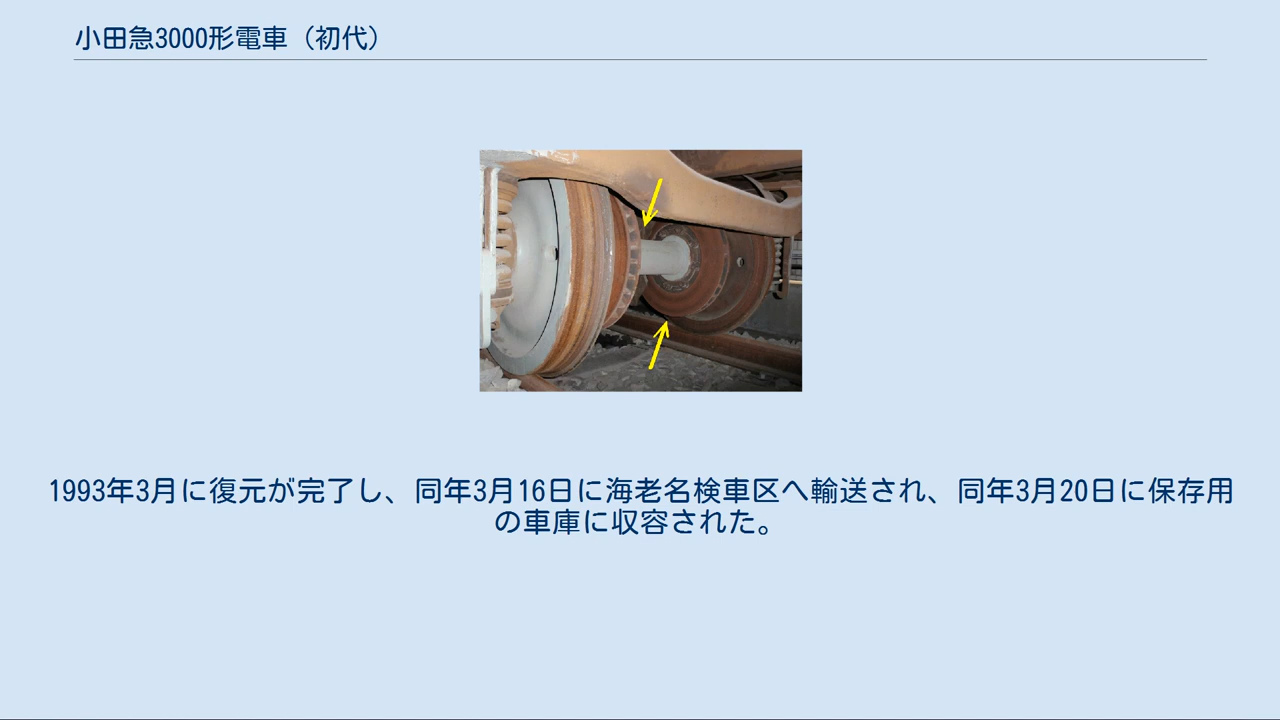 小田急3000形電車（初代）
1993年3月に復元が完了し、同年3月16日に海老名検車区へ輸送され、同年3月20日に保存用
の車庫に収容された。